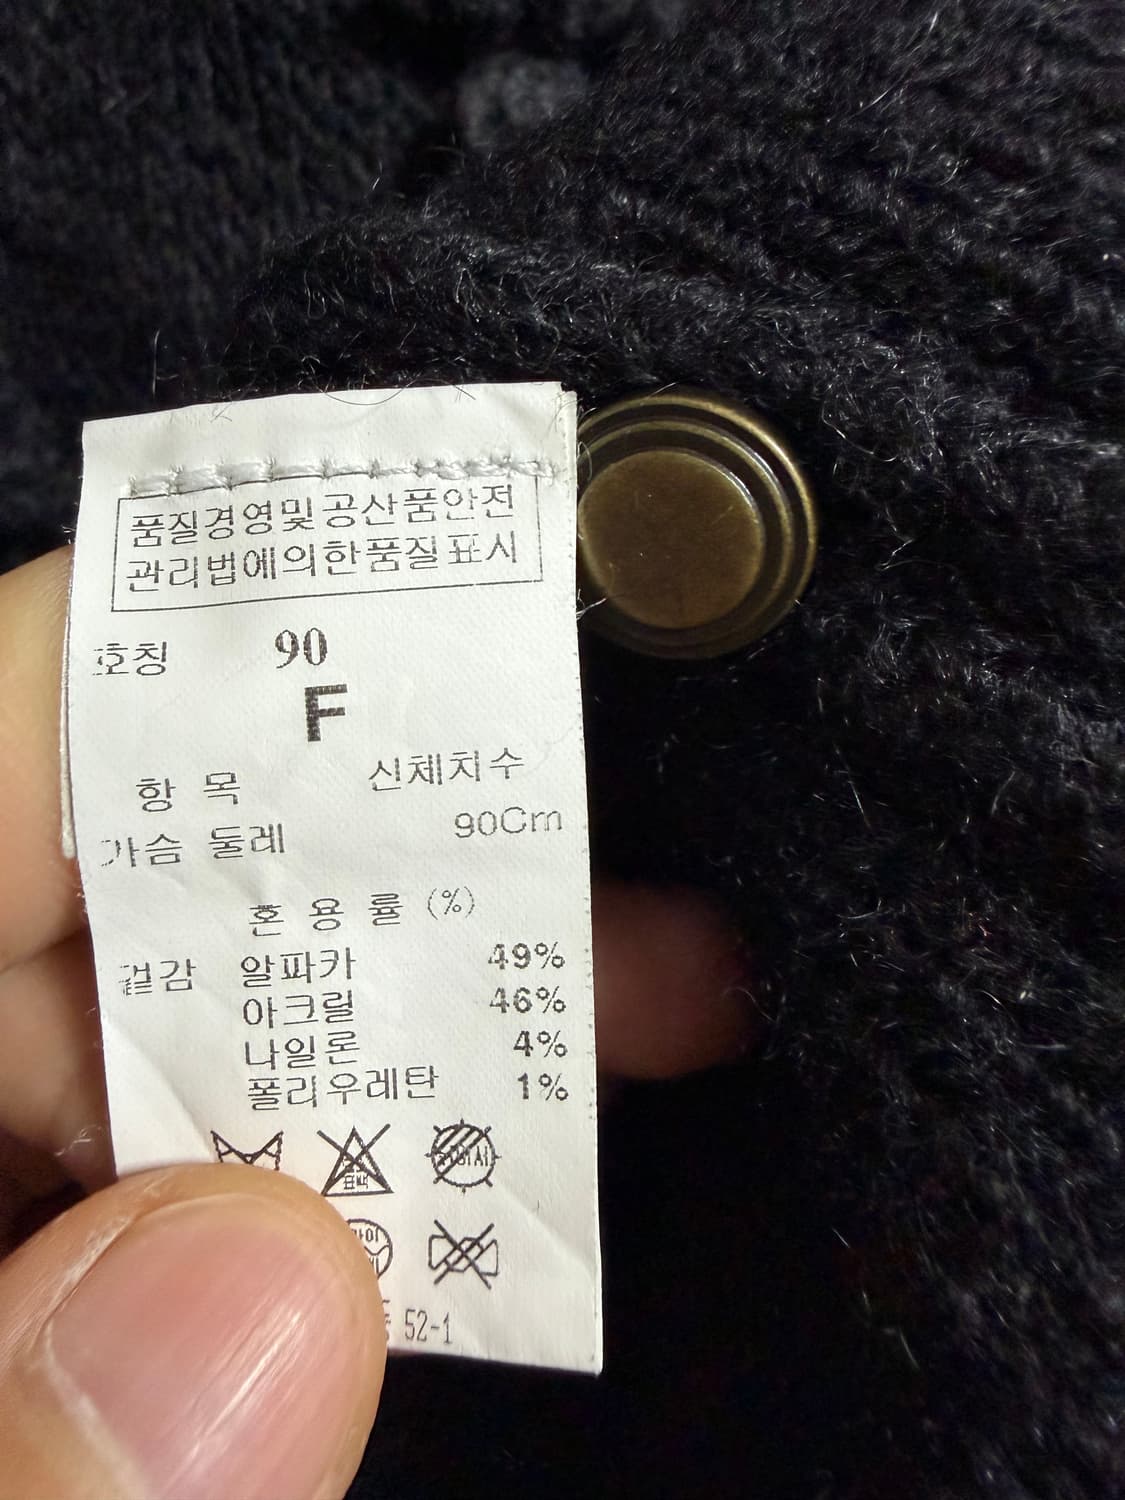 품질경영및공산품안전
관리법에의한품질표시
호칭 90
F
항 목 신체치수
가슴 둘레 90Cm
혼 용 률 (%)
겉감 알파카 49%
아크릴 46%
나일론 4%
폴리우레탄 1%
표백
52-1